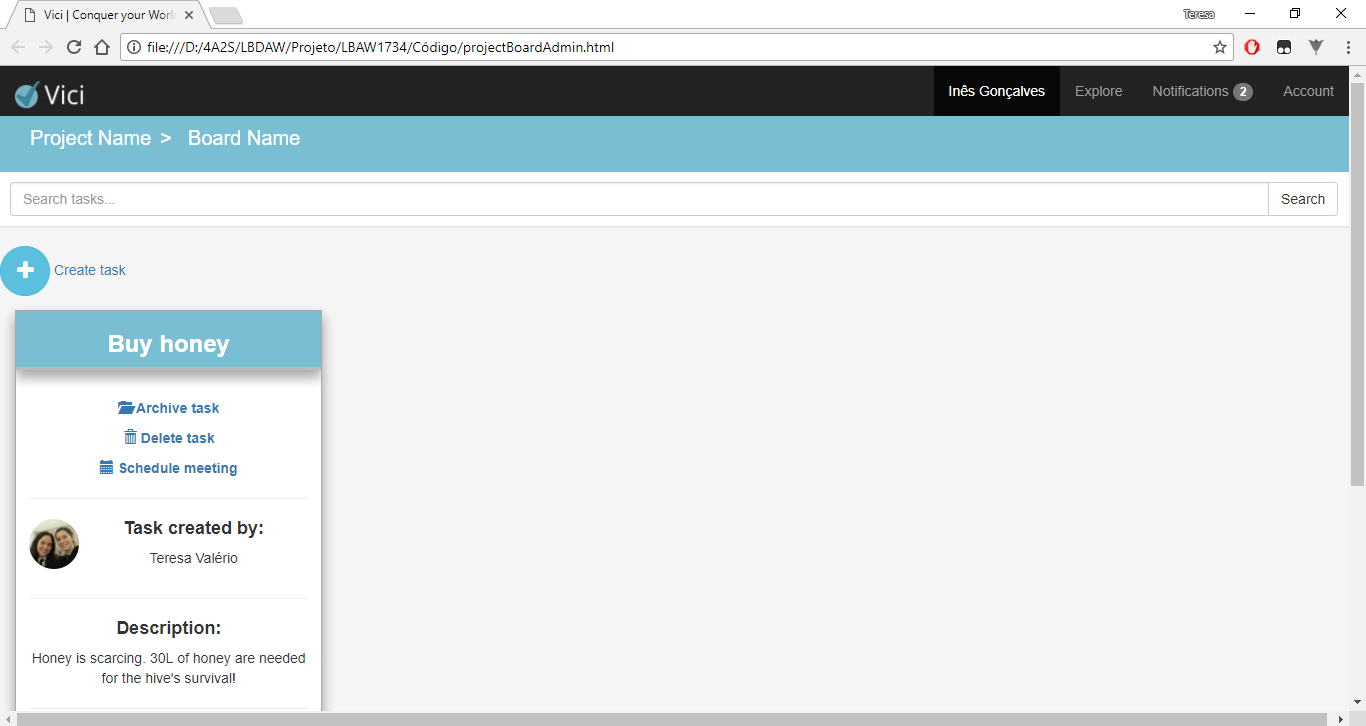 Vici | Conquer your Worl
Teresa
file:///D:/4A2S/LBDAW/Projeto/LBAW1734/Código/projectBoardAdmin.html
Vici
Inês Gonçalves
Explore
Notifications 2
Account
Project Name > Board Name
Search tasks...
Search
Create task
Buy honey
Archive task
Delete task
Schedule meeting
Task created by:
Teresa Valério
Description:
Honey is scarcing. 30L of honey are needed
for the hive's survival!